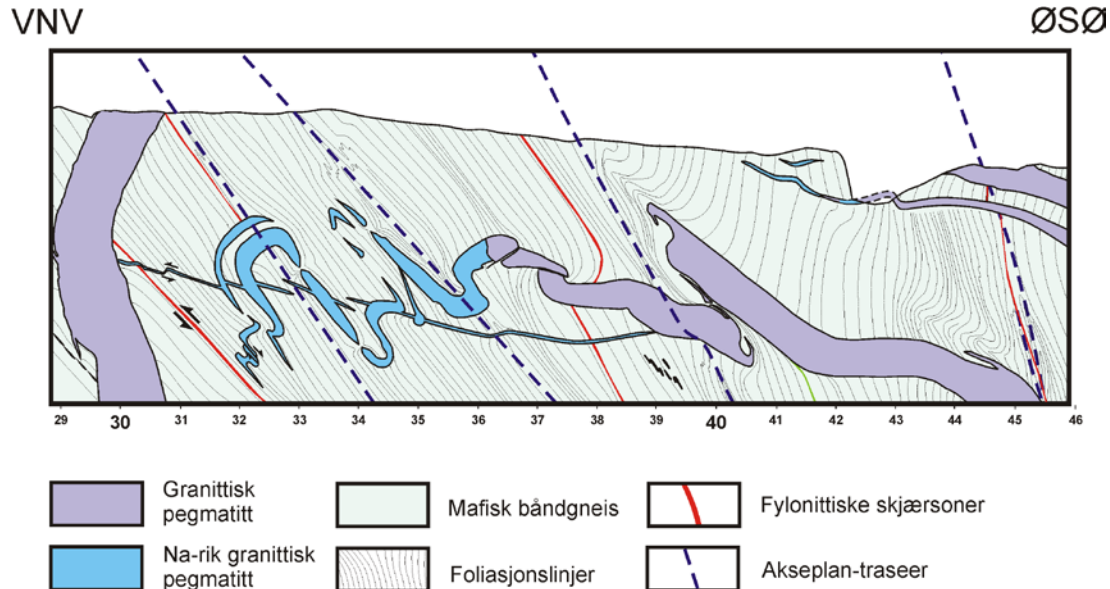 VNV
ØSØ
29 30 31 32 33 34 35 36 37 38 39 40 41 42 43 44 45 46
Granittisk
pegmatitt
Mafisk båndgneis
Fylonittiske skjærsoner
Na-rik granittisk
pegmatitt
Foliasjonslinjer
Akseplan-traseer